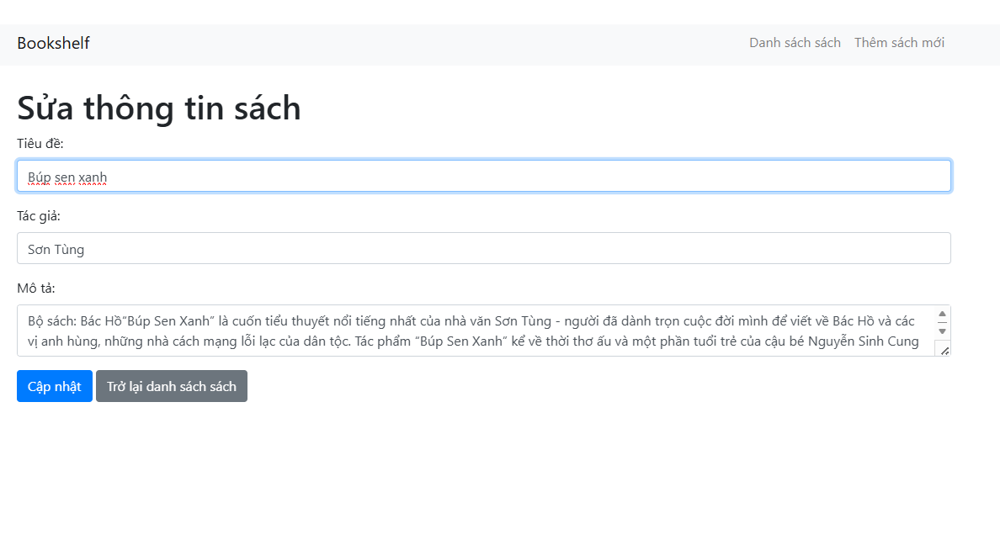 Bookshelf
Danh sách sách
Thêm sách mới
Sửa thông tin sách
Tiêu đề:
Búp sen xanh
Tác giả:
Sơn Tùng
Mô tả:
Bộ sách: Bác Hồ“Búp Sen Xanh” là cuốn tiểu thuyết nổi tiếng nhất của nhà văn Sơn Tùng - người đã dành trọn cuộc đời mình để viết về Bác Hồ và các
vị anh hùng, những nhà cách mạng lỗi lạc của dân tộc. Tác phẩm “Búp Sen Xanh” kể về thời thơ ấu và một phần tuổi trẻ của cậu bé Nguyễn Sinh Cung
Cập nhật
Trở lại danh sách sách